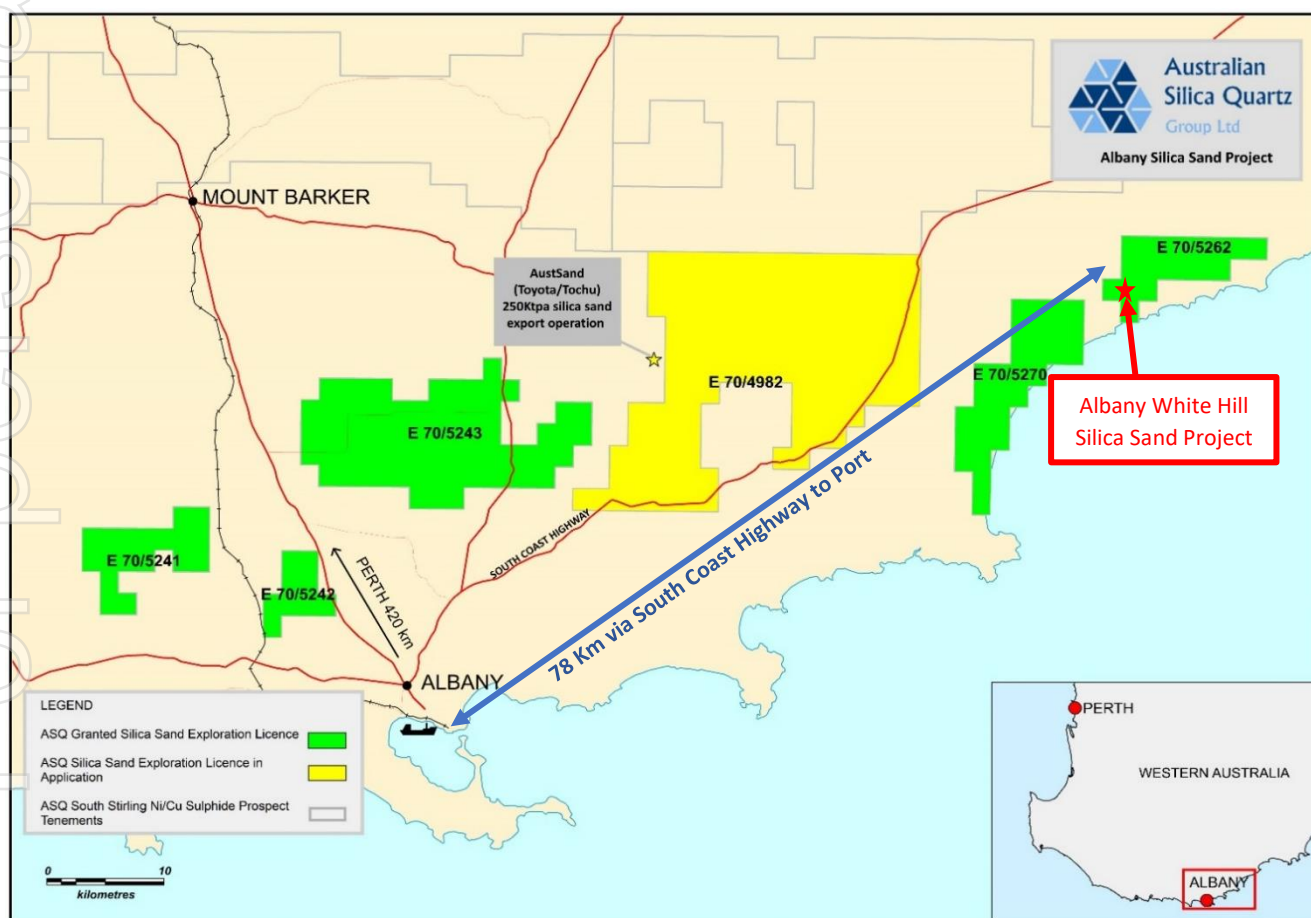 Australian
Silica Quartz
Group Ltd
Albany Silica Sand Project
MOUNT BARKER
AustSand
(Toyota/Tochu)
250Ktpa silica sand
export operation
E 70/5262
E 70/5270
E 70/4982
Albany White Hill
Silica Sand Project
E 70/5243
78 Km via South Coast Highway to Port
SOUTH COAST HIGHWAY
E 70/5241
E 70/5242
PERTH 420 km
ALBANY
LEGEND
ASQ Granted Silica Sand Exploration Licence
ASQ Silica Sand Exploration Licence in
Application
ASQ South Stirling Ni/Cu Sulphide Prospect
Tenements
0 10
kilometres
PERTH
WESTERN AUSTRALIA
ALBANY